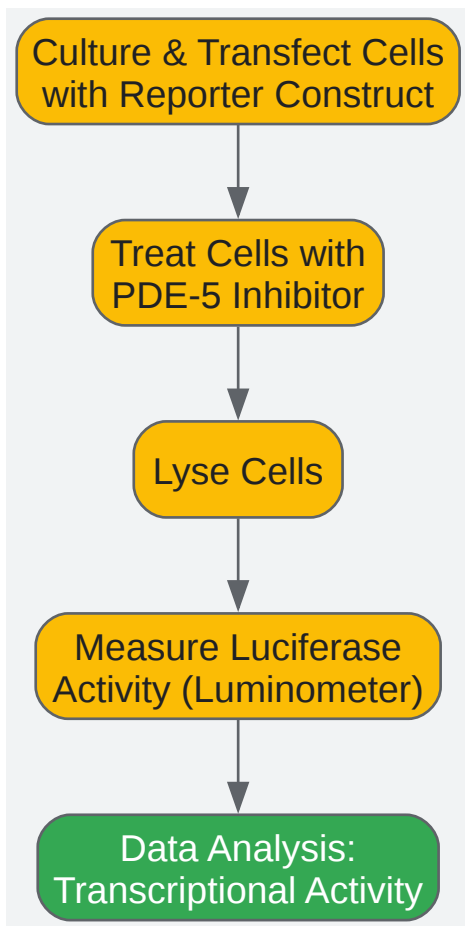 Culture & Transfect Cells
with Reporter Construct
Treat Cells with
PDE-5 Inhibitor
Lyse Cells
Measure Luciferase
Activity (Luminometer)
Data Analysis:
Transcriptional Activity